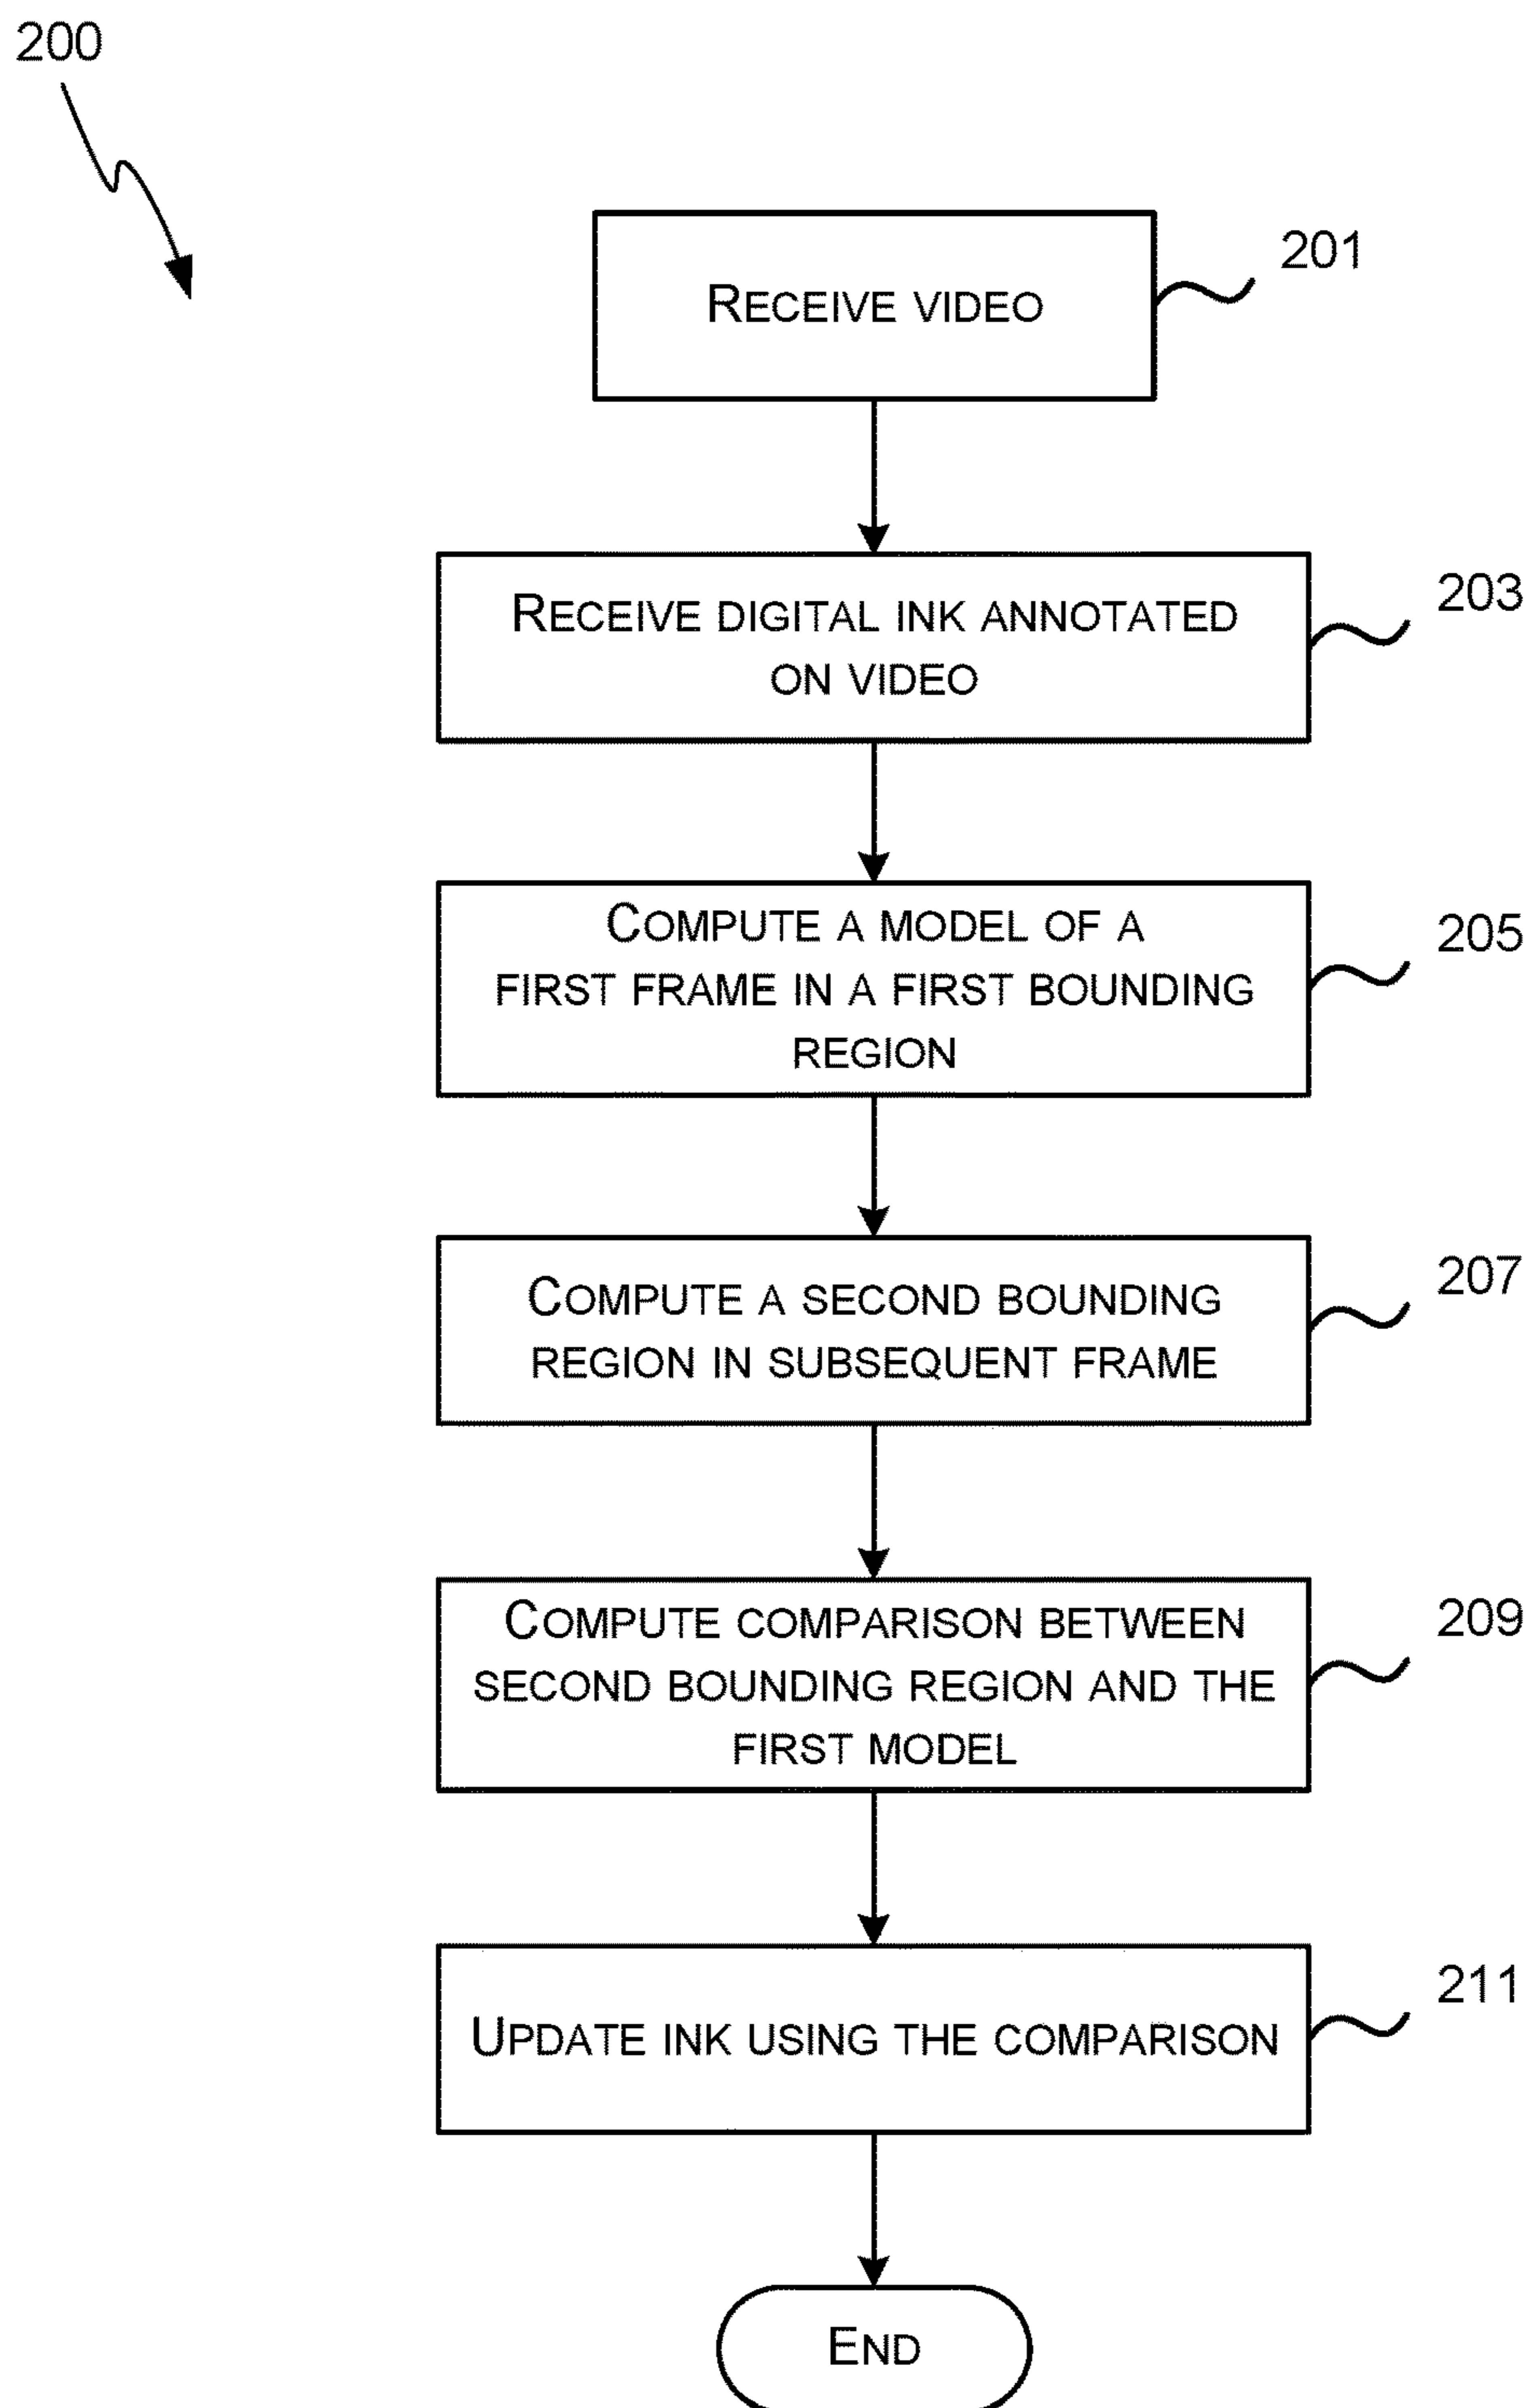 200
RECEIVE VIDEO
201
RECEIVE DIGITAL INK ANNOTATED
ON VIDEO
203
COMPUTE A MODEL OF A
FIRST FRAME IN A FIRST BOUNDING
REGION
205
COMPUTE A SECOND BOUNDING
REGION IN SUBSEQUENT FRAME
207
COMPUTE COMPARISON BETWEEN
SECOND BOUNDING REGION AND THE
FIRST MODEL
209
UPDATE INK USING THE COMPARISON
211
END